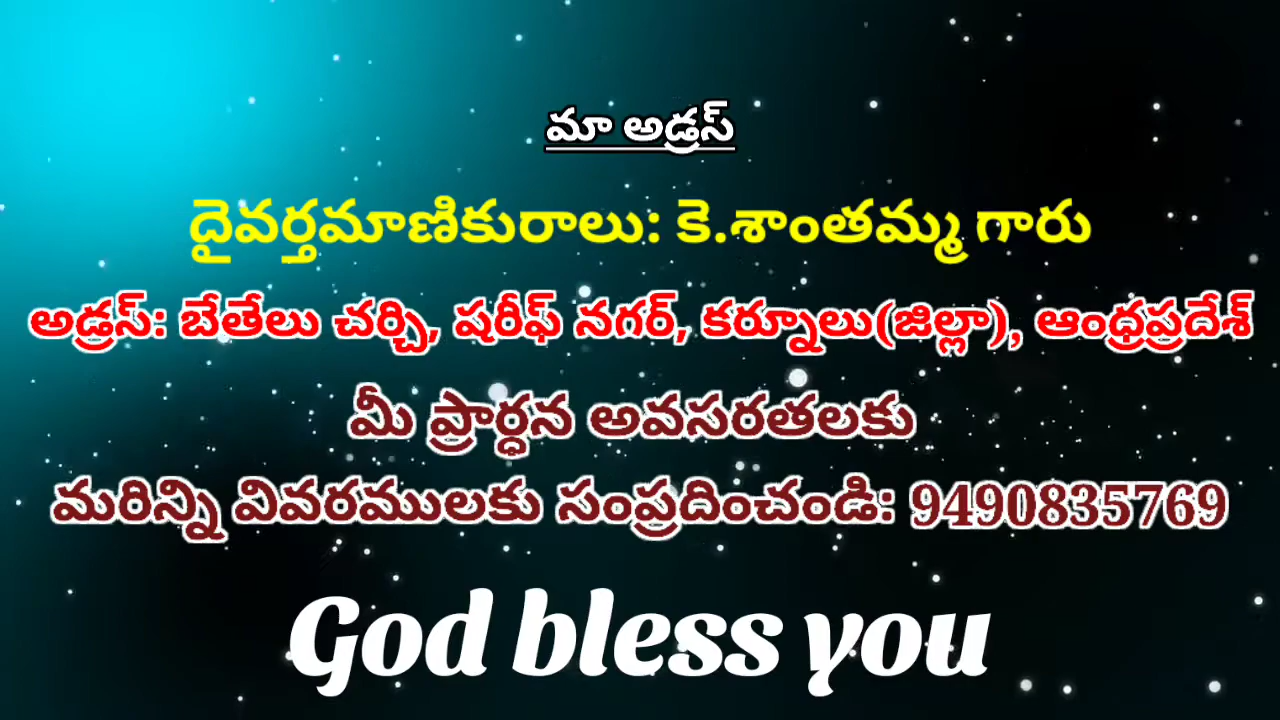 మా అడ్రస్
దైవర్తమాణికురాలు: కె.శాంతమ్మ గారు
అడ్రస్: బేతేలు చర్చి, షరీఫ్ నగర్, కర్నూలు(జిల్లా), ఆంధ్రప్రదేశ్
మీ ప్రార్ధన అవసరతలకు
మరిన్ని వివరములకు సంప్రదించండి: 9490835769
God bless you